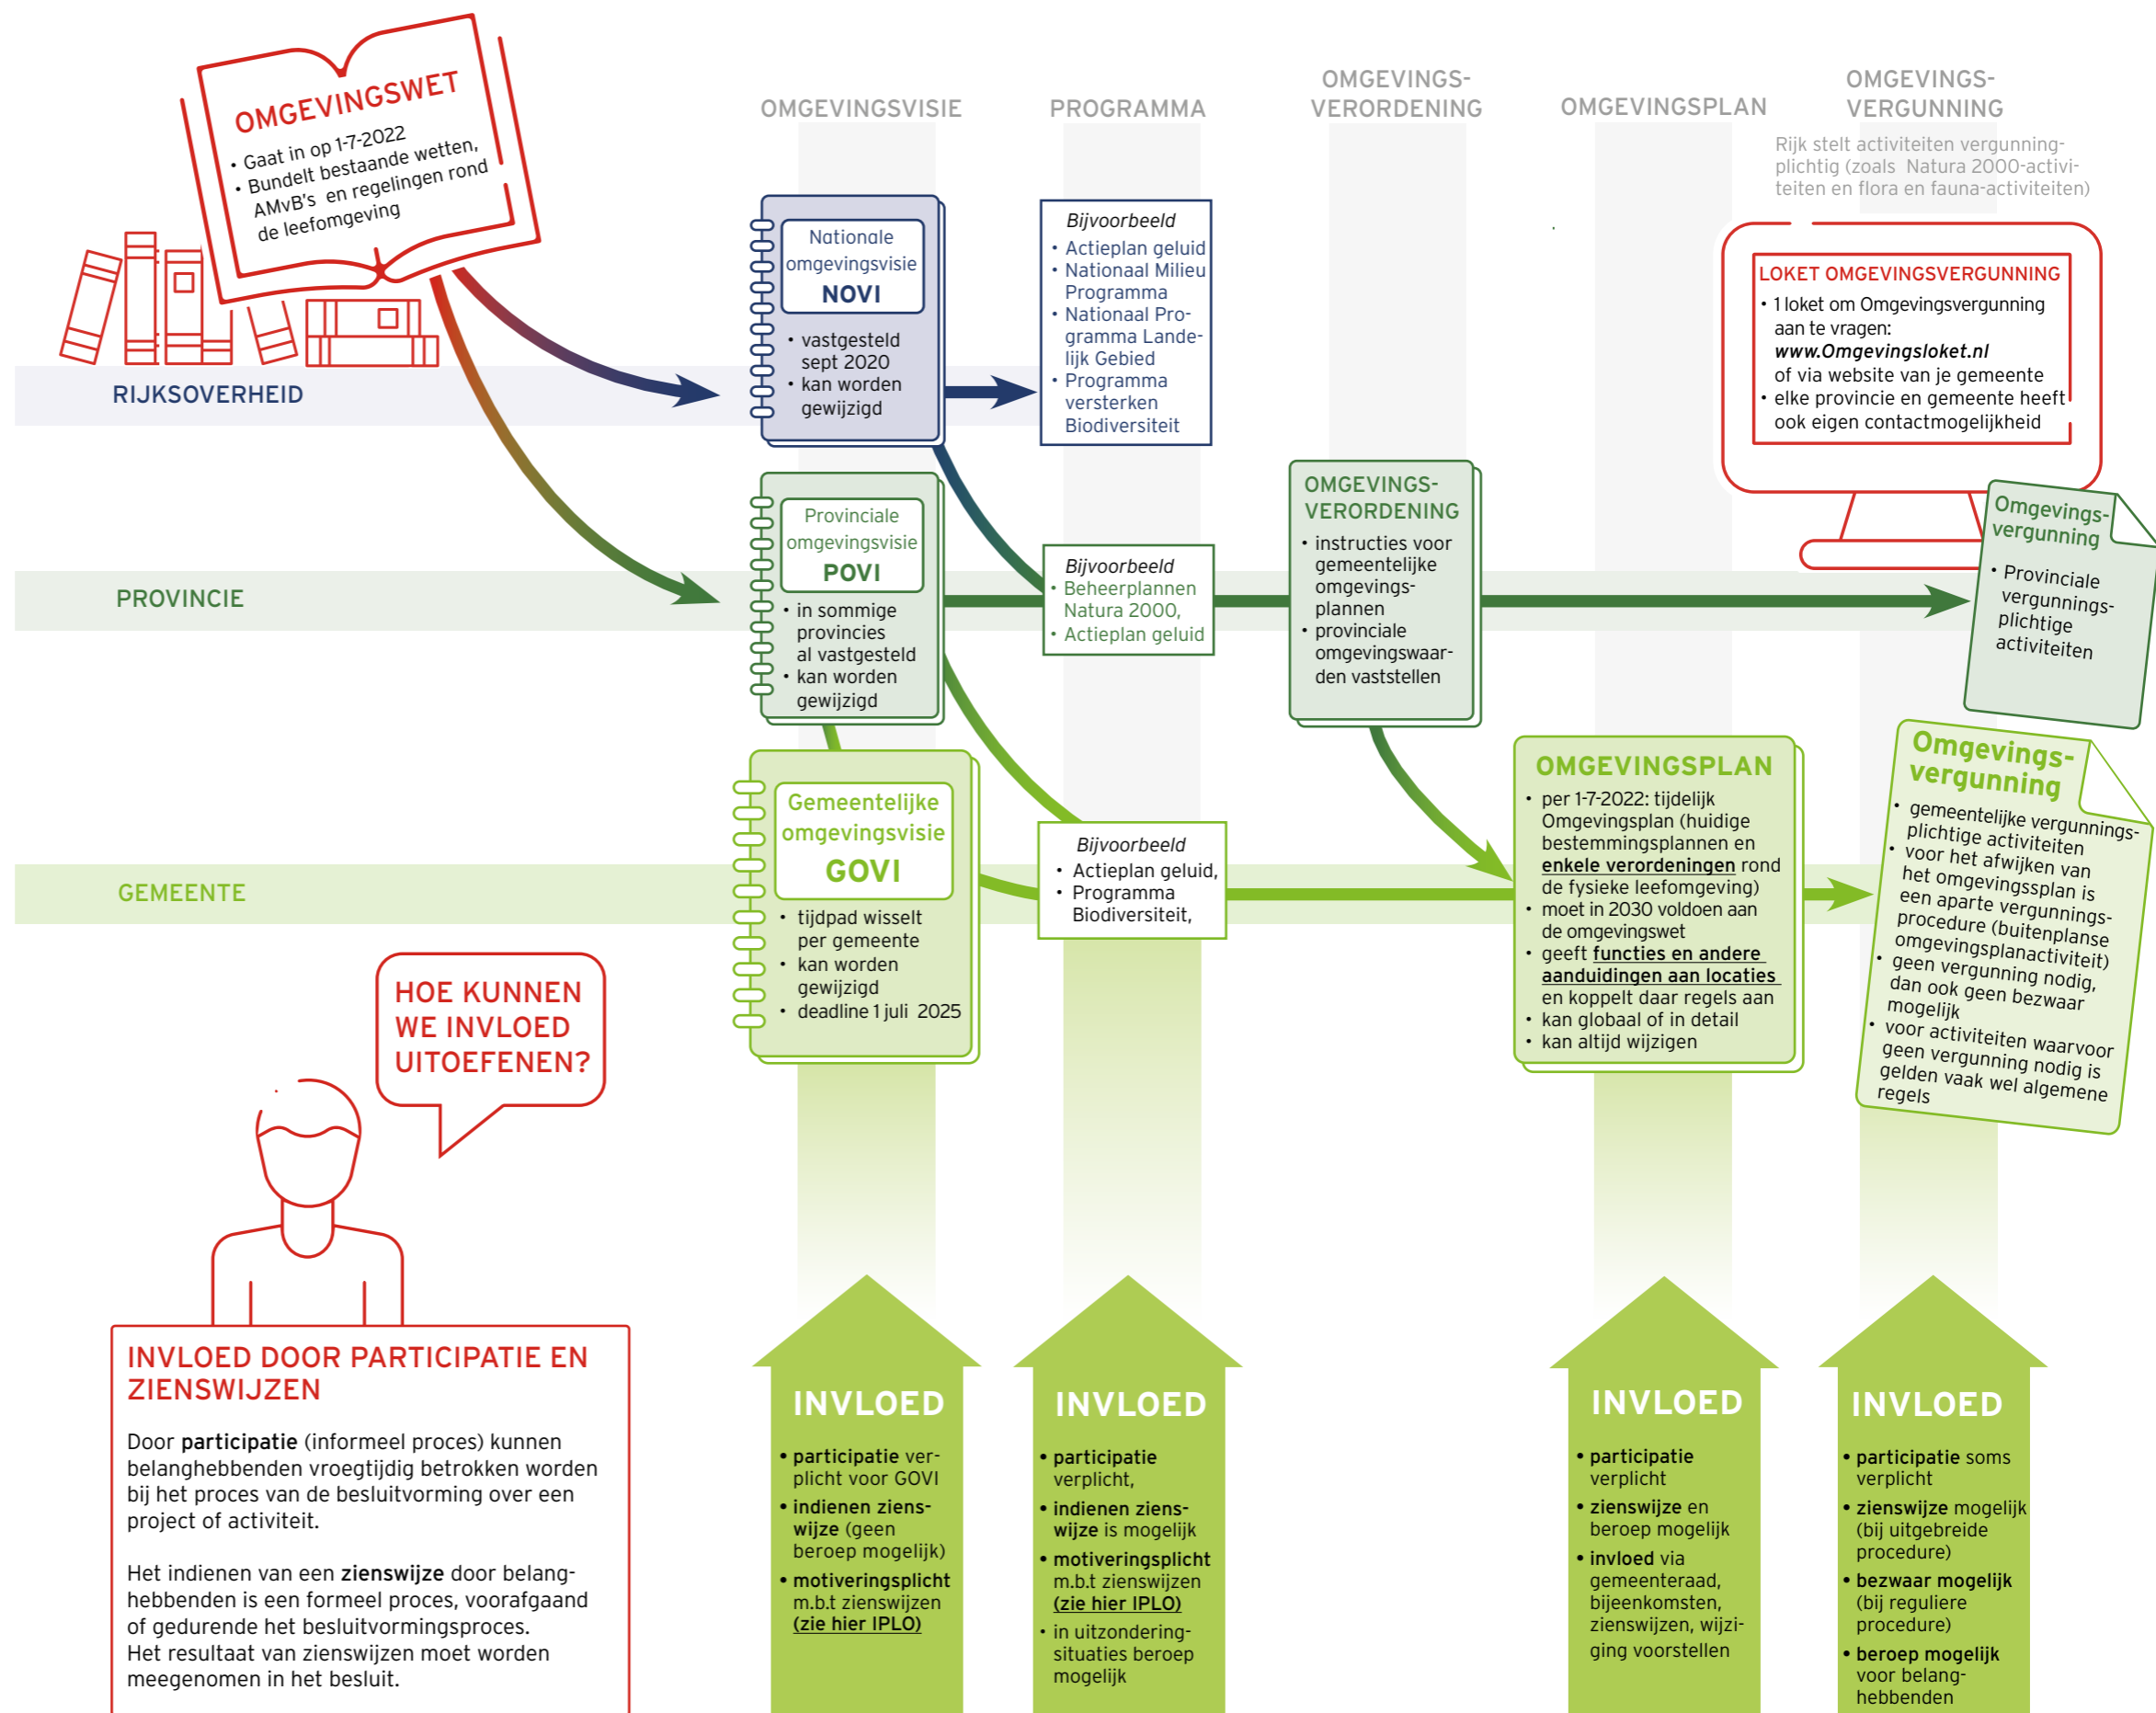 OMGEVINGSWET
• Gaat in op 1-7-2022
• Bundelt bestaande wetten,
AMvB's en regelingen rond
de leefomgeving
OMGEVINGSVISIE
PROGRAMMA
OMGEVINGS-
VERORDENING
OMGEVINGSPLAN
OMGEVINGS-
VERGUNNING
Rijk stelt activiteiten vergunning-
plichtig (zoals Natura 2000-activi-
teiten en flora en fauna-activiteiten)
RIJKSOVERHEID
Nationale
omgevingsvisie
NOVI
• vastgesteld
sept 2020
• kan worden
gewijzigd
Bijvoorbeeld
• Actieplan geluid
• Nationaal Milieu
Programma
• Nationaal Pro-
gramma Lande-
lijk Gebied
• Programma
versterken
Biodiversiteit
LOKET OMGEVINGSVERGUNNING
• 1 loket om Omgevingsvergunning
aan te vragen:
www.Omgevingsloket.nl
of via website van je gemeente
• elke provincie en gemeente heeft
ook eigen contactmogelijkheid
PROVINCIE
Provinciale
omgevingsvisie
POVI
• in sommige
provincies
al vastgesteld
• kan worden
gewijzigd
Bijvoorbeeld
• Beheerplannen
Natura 2000,
• Actieplan geluid
OMGEVINGS-
VERORDENING
• instructies voor
gemeentelijke
omgevings-
plannen
• provinciale
omgevingswaar-
den vaststellen
Omgevings-
vergunning
• Provinciale
vergunnings-
plichtige
activiteiten
GEMEENTE
Gemeentelijke
omgevingsvisie
GOVI
• tijdpad wisselt
per gemeente
• kan worden
gewijzigd
• deadline 1 juli 2025
Bijvoorbeeld
• Actieplan geluid,
• Programma
Biodiversiteit,
OMGEVINGSPLAN
• per 1-7-2022: tijdelijk
Omgevingsplan (huidige
bestemmingsplannen en
enkele verordeningen rond
de fysieke leefomgeving)
• moet in 2030 voldoen aan
de omgevingswet
• geeft functies en andere
aanduidingen aan locaties
en koppelt daar regels aan
• kan globaal of in detail
• kan altijd wijzigen
Omgevings-
vergunning
• gemeentelijke vergunnings-
plichtige activiteiten
• voor het afwijken van
het omgevingssplan is
een aparte vergunnings-
procedure (buitenplanse
omgevingsplanactiviteit)
• geen vergunning nodig,
dan ook geen bezwaar
mogelijk
• voor activiteiten waarvoor
geen vergunning nodig is
gelden vaak wel algemene
regels
HOE KUNNEN
WE INVLOED
UITOEFENEN?
INVLOED DOOR PARTICIPATIE EN
ZIENSWIJZEN
Door participatie (informeel proces) kunnen
belanghebbenden vroegtijdig betrokken worden
bij het proces van de besluitvorming over een
project of activiteit.
Het indienen van een zienswijze door belang-
hebbenden is een formeel proces, voorafgaand
of gedurende het besluitvormingsproces.
Het resultaat van zienswijzen moet worden
meegenomen in het besluit.
INVLOED
• participatie ver-
plicht voor GOVI
• indienen ziens-
wijze (geen
beroep mogelijk)
• motiveringsplicht
m.b.t zienswijzen
(zie hier IPLO)
INVLOED
• participatie
verplicht,
• indienen ziens-
wijze is mogelijk
• motiveringsplicht
m.b.t zienswijzen
(zie hier IPLO)
• in uitzondering-
situaties beroep
mogelijk
INVLOED
• participatie
verplicht
• zienswijze en
beroep mogelijk
• invloed via
gemeenteraad,
bijeenkomsten,
zienswijzen, wijzi-
ging voorstellen
INVLOED
• participatie soms
verplicht
• zienswijze mogelijk
(bij uitgebreide
procedure)
• bezwaar mogelijk
(bij reguliere
procedure)
• beroep mogelijk
voor belang-
hebbenden